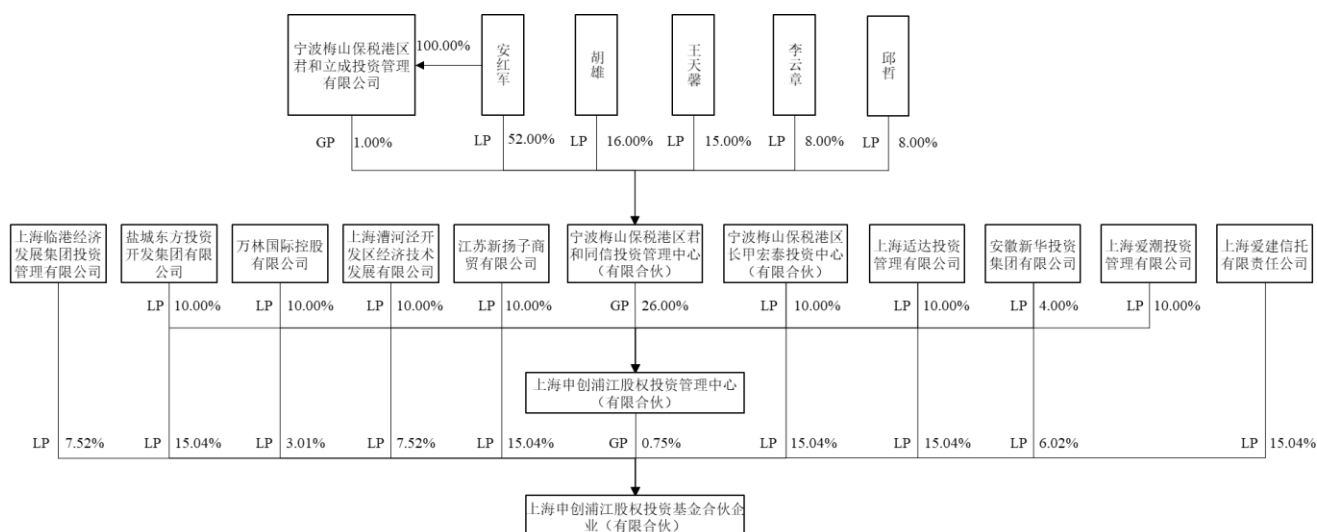 宁波梅山保税港区
君和立成投资管理
有限公司
100.00%
安红军
胡雄
王天馨
李云章
邱哲
GP 1.00%
LP 52.00%
LP 16.00%
LP 15.00%
LP 8.00%
LP 8.00%
上海临港经济
发展集团投资
管理有限公司
盐城东方投资
开发集团有限
公司
万林国际控股
有限公司
上海漕河泾开
发区经济技术
发展有限公司
江苏新扬子商
贸有限公司
宁波梅山保税港区君
和同信投资管理中心
（有限合伙）
宁波梅山保税港区
长甲宏泰投资中心
（有限合伙）
上海适达投资
管理有限公司
安徽新华投资
集团有限公司
上海爱潮投资
管理有限公司
上海爱建信托
有限责任公司
LP 10.00%
LP 10.00%
LP 10.00%
LP 10.00%
GP 26.00%
LP 10.00%
LP 10.00%
LP 4.00%
LP 10.00%
上海申创浦江股权投资管理中心
（有限合伙）
LP 7.52%
LP 15.04%
LP 3.01%
LP 7.52%
LP 15.04%
GP 0.75%
LP 15.04%
LP 15.04%
LP 6.02%
LP 15.04%
上海申创浦江股权投资基金合伙企
业（有限合伙）